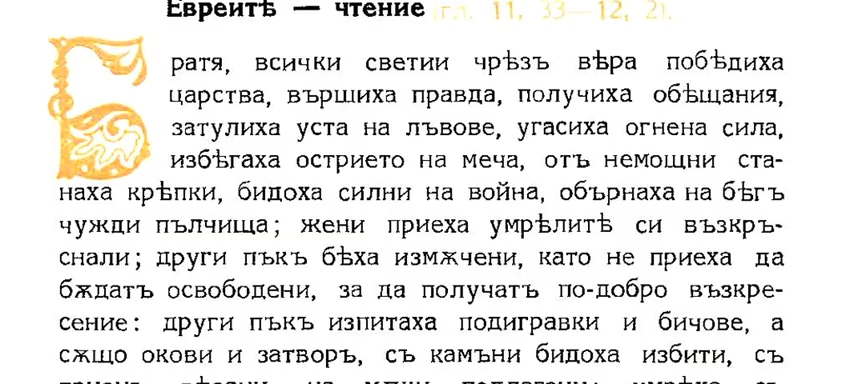 Евреитѣ — чтение (гл. 11, 33—12, 2).
Братя, всички светии чрѣзъ вѣра побѣдиха
царства, вършиха правда, получиха обѣщания,
затулиха уста на лъвове, угасиха огнена сила,
избѣгаха острието на меча, отъ немощни ста-
наха крѣпки, бидоха силни на война, обърнаха на бѣгъ
чужди пълчища; жени приеха умрѣлитѣ си възкръ-
снали; други пъкъ бѣха измѫчени, като не приеха да
бѫдатъ освободени, за да получатъ по-добро възкре-
сение: други пъкъ изпитаха подигравки и бичове, а
сѫщо окови и затворъ, съ камъни бидоха избити, съ